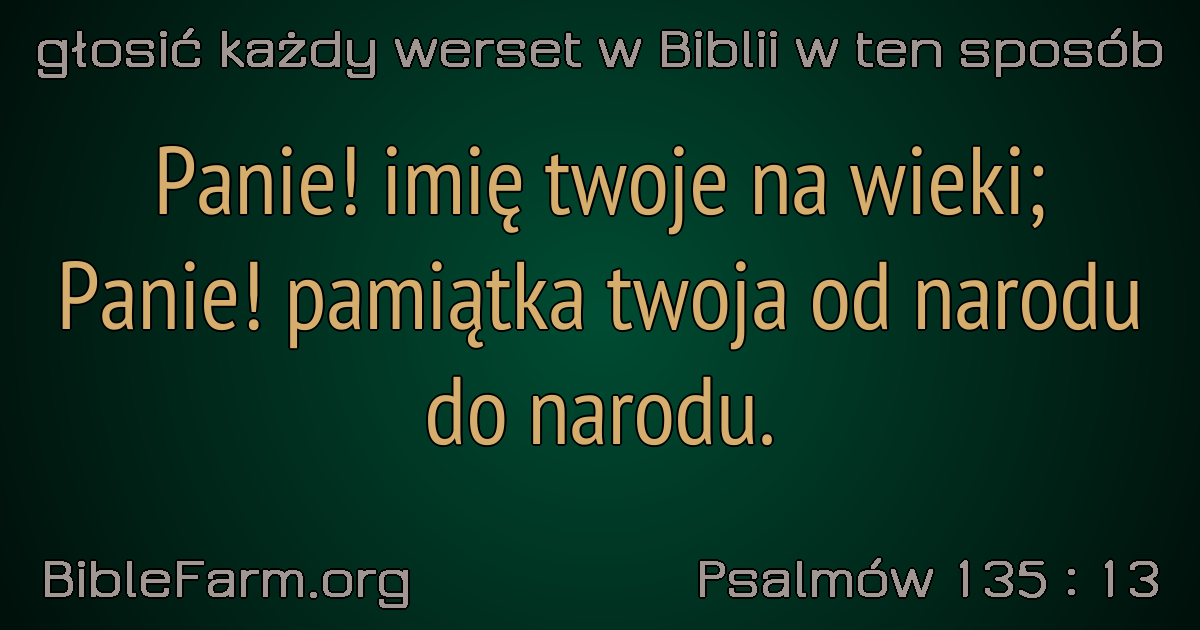 głosić każdy werset w Biblii w ten sposób
Panie! imię twoje na wieki;
Panie! pamiątka twoja od narodu
do narodu.
BibleFarm.org
Psalmów 135 : 13